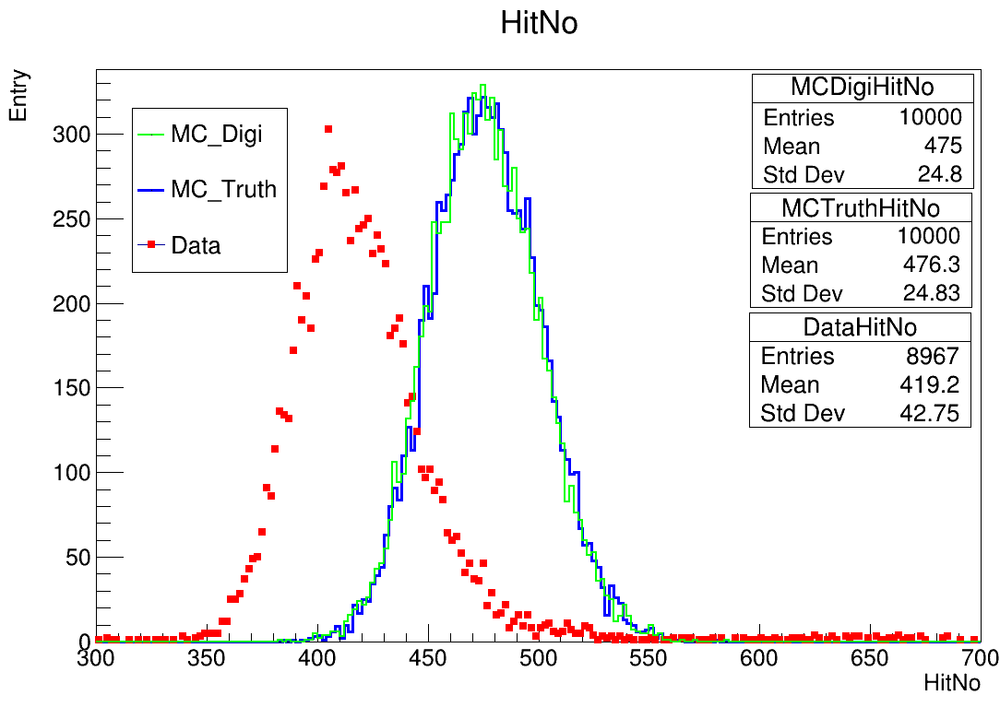 HitNo
Entry
MC_Digi
MC_Truth
Data
MCDigiHitNo
Entries 10000
Mean 475
Std Dev 24.8
MCTruthHitNo
Entries 10000
Mean 476.3
Std Dev 24.83
DataHitNo
Entries 8967
Mean 419.2
Std Dev 42.75
300
250
200
150
100
50
0
300 350 400 450 500 550 600 650 700
HitNo